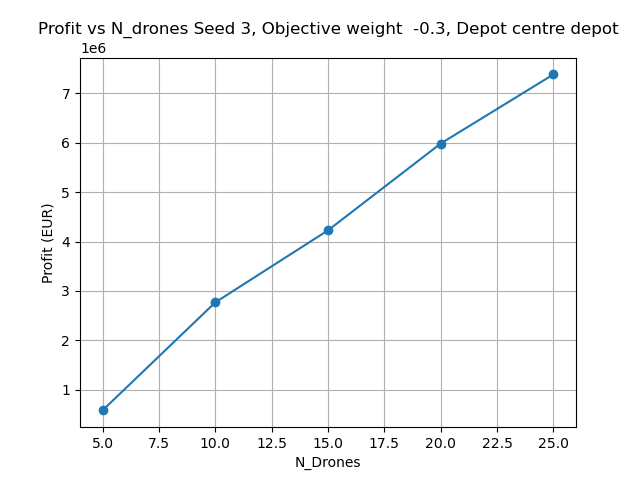 Profit vs N_drones Seed 3, Objective weight  -0.3, Depot centre depot
1e6
7
6
5
4
3
2
1
Profit (EUR)
5.0 7.5 10.0 12.5 15.0 17.5 20.0 22.5 25.0
N_Drones